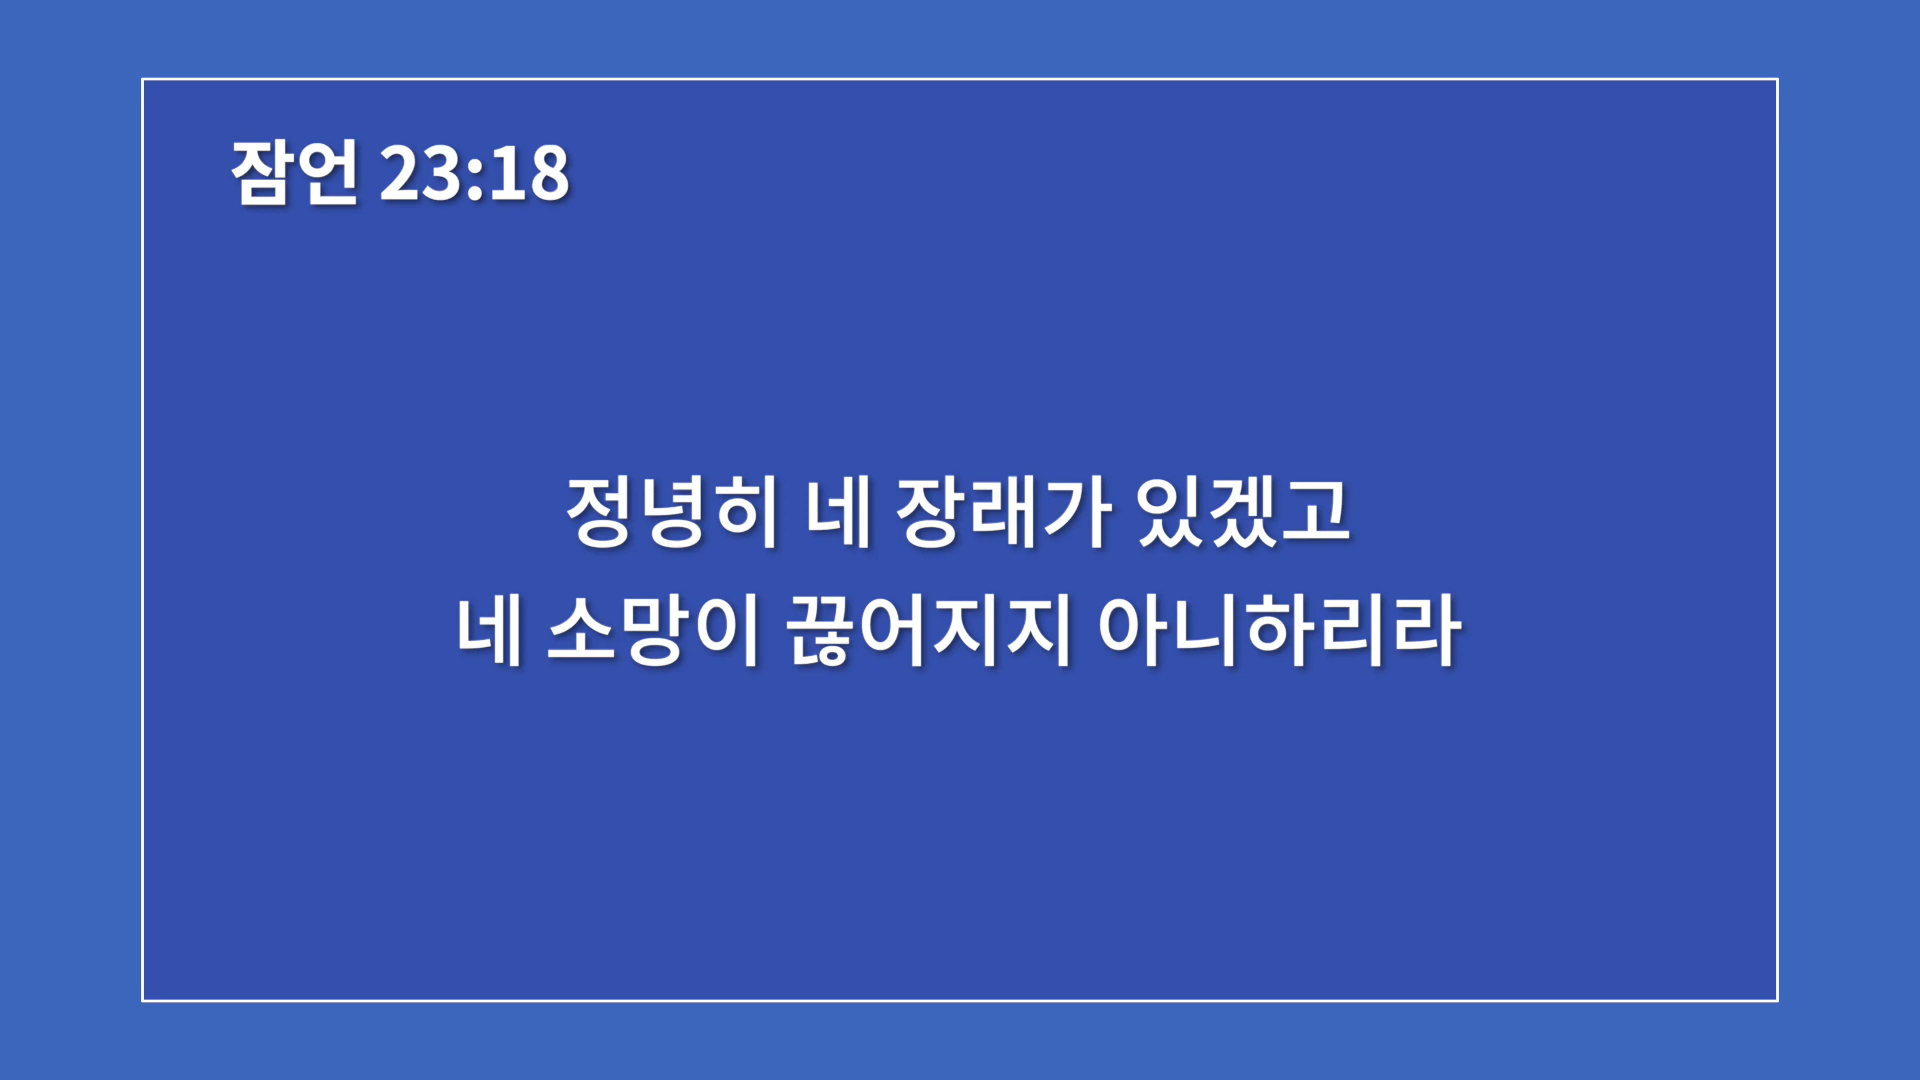 잠언 23:18
정녕히 네 장래가 있겠고
네 소망이 끊어지지 아니하리라